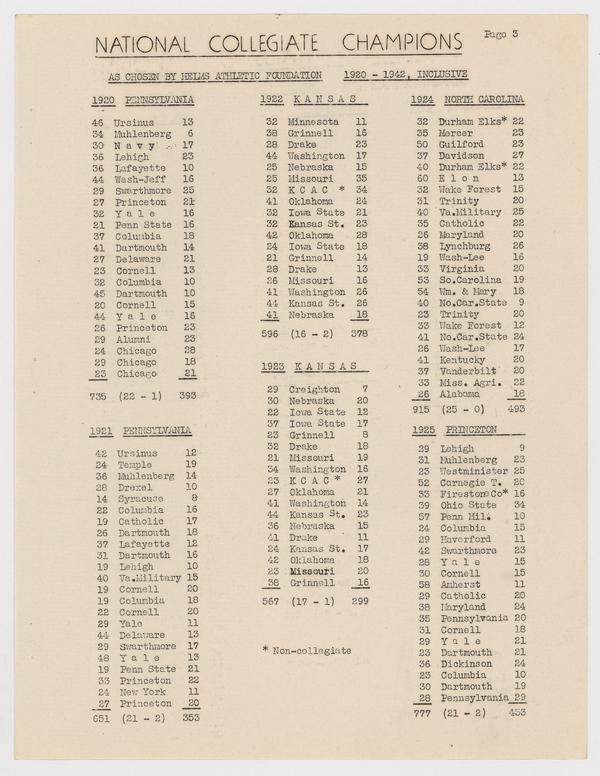 Page 3
NATIONAL COLLEGIATE CHAMPIONS
AS CHOSEN BY HELMS ATHLETIC FOUNDATION 1920 - 1942, INCLUSIVE
1920 PENNSYLVANIA
46 Ursinus 13
34 Muhlenberg 6
30 N a v y 17
36 Lehigh 23
36 Lafayette 10
44 Wash-Jeff 16
29 Swarthmore 25
27 Princeton 21
32 Y a l e 16
21 Penn State 16
37 Columbia 18
41 Dartmouth 14
27 Delaware 21
23 Cornell 13
32 Columbia 10
45 Dartmouth 10
20 Cornell 15
44 Y a l e 16
26 Princeton 23
29 Alumni 23
24 Chicago 28
29 Chicago 18
23 Chicago 21
735 (22 - 1) 393
1921 PENNSYLVANIA
42 Ursinus 12
24 Temple 19
36 Muhlenberg 14
28 Drexel 10
14 Syracuse 8
22 Columbia 16
19 Catholic 17
26 Dartmouth 18
37 Lafayette 12
31 Dartmouth 16
19 Lehigh 10
40 Va.Military 15
19 Cornell 20
19 Columbia 18
22 Cornell 20
29 Yale 11
44 Delaware 13
29 Swarthmore 17
48 Y a l e 13
19 Penn State 21
33 Princeton 22
24 New York 11
27 Princeton 20
651 (21 - 2) 353
1922 K A N S A S
32 Minnesota 11
38 Grinnell 16
28 Drake 23
44 Washington 17
25 Nebraska 15
25 Missouri 35
32 K C A C * 34
41 Oklahoma 24
32 Iowa State 21
32 Kansas St. 23
42 Oklahoma 28
24 Iowa State 18
21 Grinnell 14
28 Drake 13
26 Missouri 16
41 Washington 26
44 Kansas St. 26
41 Nebraska 18
596 (16 - 2) 378
1923 K A N S A S
29 Creighton 7
30 Nebraska 20
22 Iowa State 12
37 Iowa State 17
23 Grinnell 8
32 Drake 18
21 Missouri 19
34 Washington 16
23 K C A C * 27
27 Oklahoma 21
41 Washington 14
44 Kansas St. 23
36 Nebraska 15
41 Drake 11
24 Kansas St. 17
42 Oklahoma 18
23 Missouri 20
38 Grinnell 16
567 (17 - 1) 299
* Non-collegiate
1924 NORTH CAROLINA
32 Durham Elks* 22
35 Mercer 23
50 Guilford 23
37 Davidson 27
40 Durham Elks* 22
60 E l o n 13
32 Wake Forest 15
31 Trinity 20
40 Va.Military 25
35 Catholic 22
26 Maryland 20
38 Lynchburg 26
19 Wash-Lee 16
33 Virginia 20
53 So.Carolina 19
54 Wm. & Mary 18
40 No.Car.State 9
23 Trinity 20
33 Wake Forest 12
41 No.Car.State 24
26 Wash-Lee 17
41 Kentucky 20
37 Vanderbilt 20
33 Miss. Agri. 22
26 Alabama 18
915 (25 - 0) 493
1925 PRINCETON
29 Lehigh 9
31 Muhlenberg 23
23 Westminister 25
52 Carnegie T. 20
33 Firestone Co* 16
39 Ohio State 34
57 Penn Mil. 10
24 Columbia 15
29 Haverford 11
42 Swarthmore 23
28 Y a l e 15
30 Cornell 15
58 Amherst 11
29 Catholic 20
38 Maryland 24
35 Pennsylvania 20
31 Cornell 18
29 Y a l e 21
23 Dartmouth 21
36 Dickinson 24
23 Columbia 10
30 Dartmouth 19
28 Pennsylvania 29
777 (21 - 2)